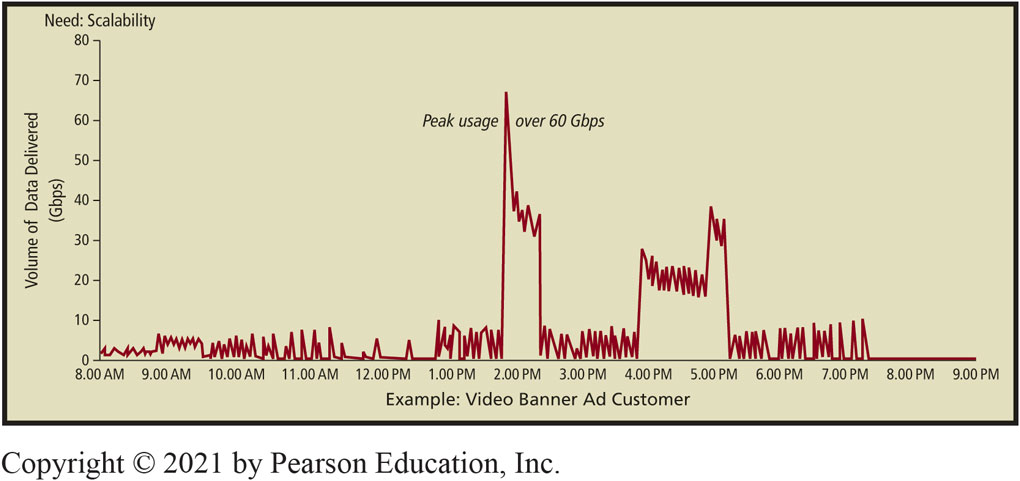 Need: Scalability
80
70
60
50
40
30
20
10
0
Volume of Data Delivered
(Gbps)
Peak usage over 60 Gbps
8.00 AM 9.00 AM 10.00 AM 11.00 AM 12.00 PM 1.00 PM 2.00 PM 3.00 PM 4.00 PM 5.00 PM 6.00 PM 7.00 PM 8.00 PM 9.00 PM
Example: Video Banner Ad Customer
Copyright © 2021 by Pearson Education, Inc.